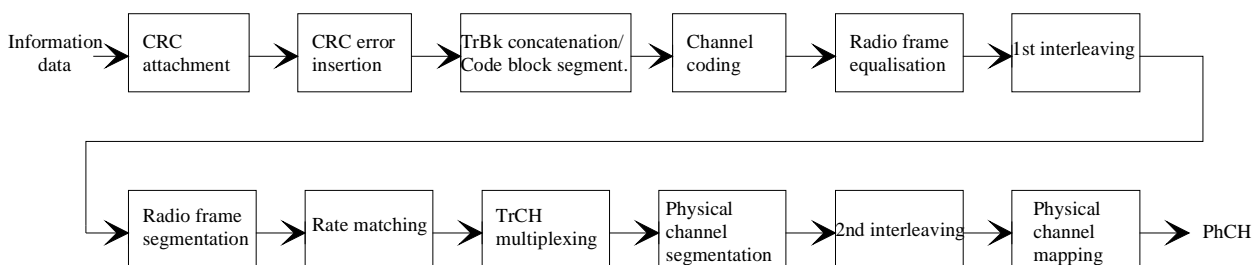 Information
data
CRC
attachment
CRC error
insertion
TrBk concatenation/
Code block segment.
Channel
coding
Radio frame
equalisation
1st interleaving
Radio frame
segmentation
Rate matching
TrCH
multiplexing
Physical
channel
segmentation
2nd interleaving
Physical
channel
mapping
PhCH